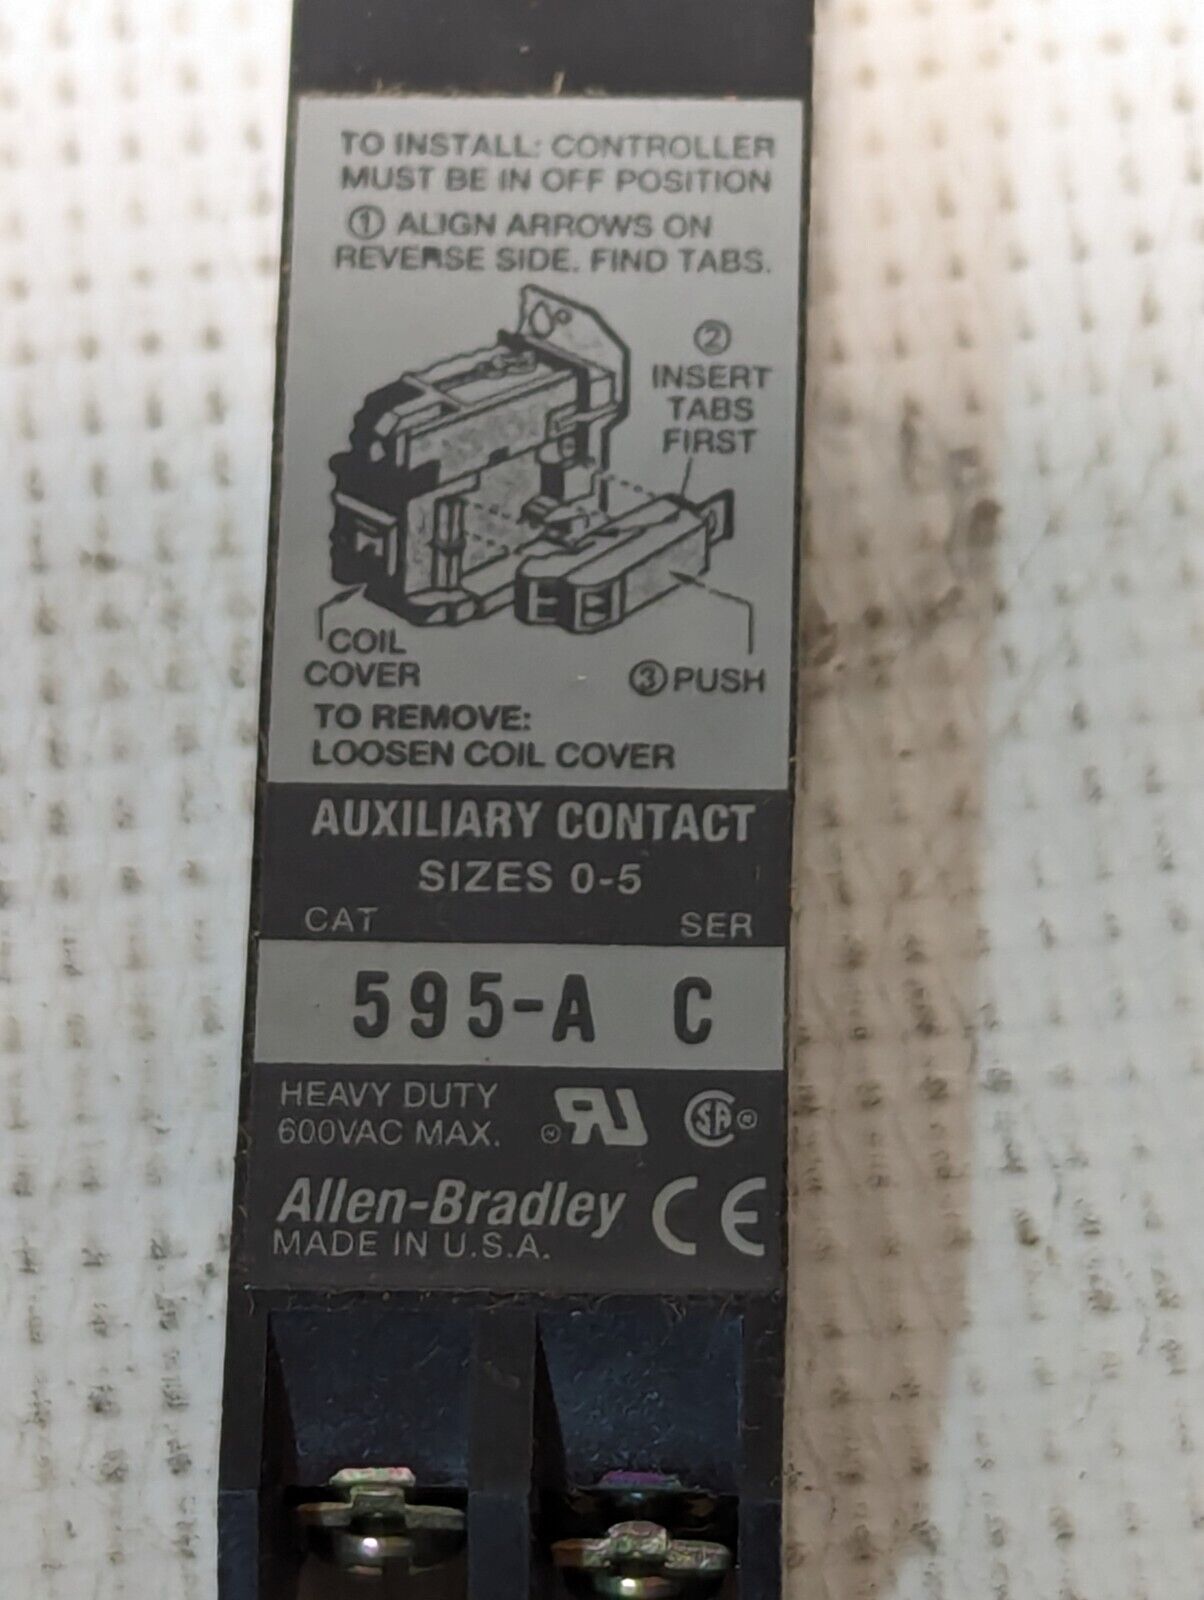 TO INSTALL: CONTROLLER
MUST BE IN OFF POSITION
① ALIGN ARROWS ON
REVERSE SIDE. FIND TABS.
②
INSERT
TABS
FIRST
COIL
COVER
③ PUSH
TO REMOVE:
LOOSEN COIL COVER
AUXILIARY CONTACT
SIZES 0-5
CAT SER
595-A C
HEAVY DUTY
600VAC MAX.
Allen-Bradley CE
MADE IN U.S.A.